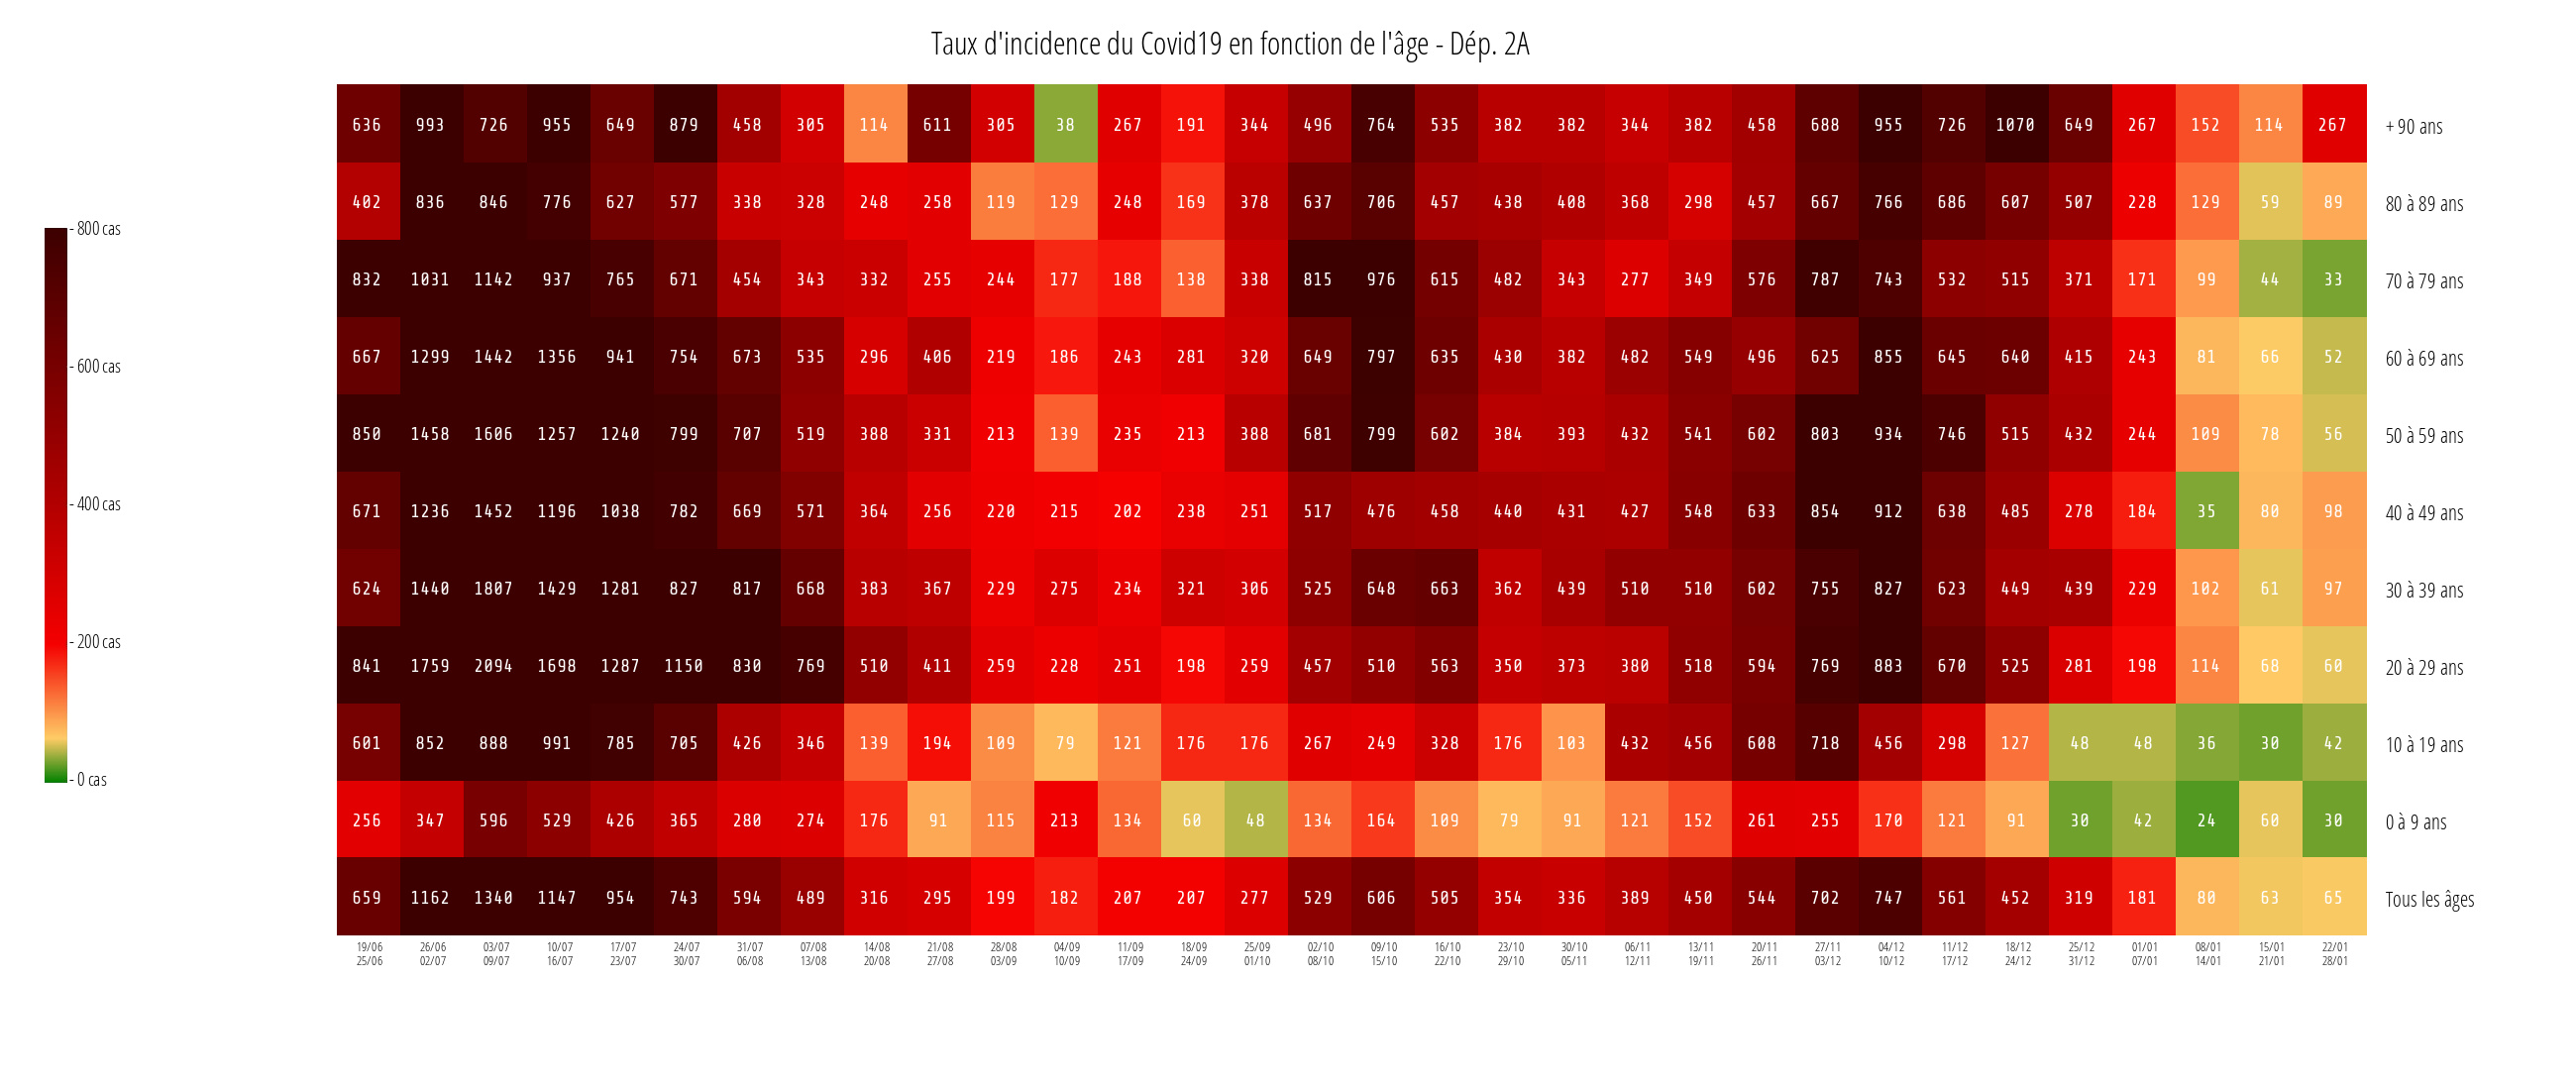 Taux d'incidence du Covid19 en fonction de l'âge - Dép. 2A
636 993 726 955 649 879 458 305 114 611 305 38 267 191 344 496 764 535 382 382 344 382 458 688 955 726 1070 649 267 152 114 267 + 90 ans
402 836 846 776 627 577 338 328 248 258 119 129 248 169 378 637 706 457 438 408 368 298 457 667 766 686 607 507 228 129 59 89 80 à 89 ans
- 800 cas
832 1031 1142 937 765 671 454 343 332 255 244 177 188 138 338 815 976 615 482 343 277 349 576 787 743 532 515 371 171 99 44 33 70 à 79 ans
667 1299 1442 1356 941 754 673 535 296 406 219 186 243 281 320 649 797 635 430 382 482 549 496 625 855 645 640 415 243 81 66 52 60 à 69 ans
- 600 cas
850 1458 1606 1257 1240 799 707 519 388 331 213 139 235 213 388 681 799 602 384 393 432 541 602 803 934 746 515 432 244 109 78 56 50 à 59 ans
- 400 cas
671 1236 1452 1196 1038 782 669 571 364 256 220 215 202 238 251 517 476 458 440 431 427 548 633 854 912 638 485 278 184 35 80 98 40 à 49 ans
624 1440 1807 1429 1281 827 817 668 383 367 229 275 234 321 306 525 648 663 362 439 510 510 602 755 827 623 449 439 229 102 61 97 30 à 39 ans
- 200 cas
841 1759 2094 1698 1287 1150 830 769 510 411 259 228 251 198 259 457 510 563 350 373 380 518 594 769 883 670 525 281 198 114 68 60 20 à 29 ans
601 852 888 991 785 705 426 346 139 194 109 79 121 176 176 267 249 328 176 103 432 456 608 718 456 298 127 48 48 36 30 42 10 à 19 ans
- 0 cas
256 347 596 529 426 365 280 274 176 91 115 213 134 60 48 134 164 109 79 91 121 152 261 255 170 121 91 30 42 24 60 30 0 à 9 ans
659 1162 1340 1147 954 743 594 489 316 295 199 182 207 207 277 529 606 505 354 336 389 450 544 702 747 561 452 319 181 80 63 65 Tous les âges
19/06 26/06 03/07 10/07 17/07 24/07 31/07 07/08 14/08 21/08 28/08 04/09 11/09 18/09 25/09 02/10 09/10 16/10 23/10 30/10 06/11 13/11 20/11 27/11 04/12 11/12 18/12 25/12 01/01 08/01 15/01 22/01
25/06 02/07 09/07 16/07 23/07 30/07 06/08 13/08 20/08 27/08 03/09 10/09 17/09 24/09 01/10 08/10 15/10 22/10 29/10 05/11 12/11 19/11 26/11 03/12 10/12 17/12 24/12 31/12 07/01 14/01 21/01 28/01